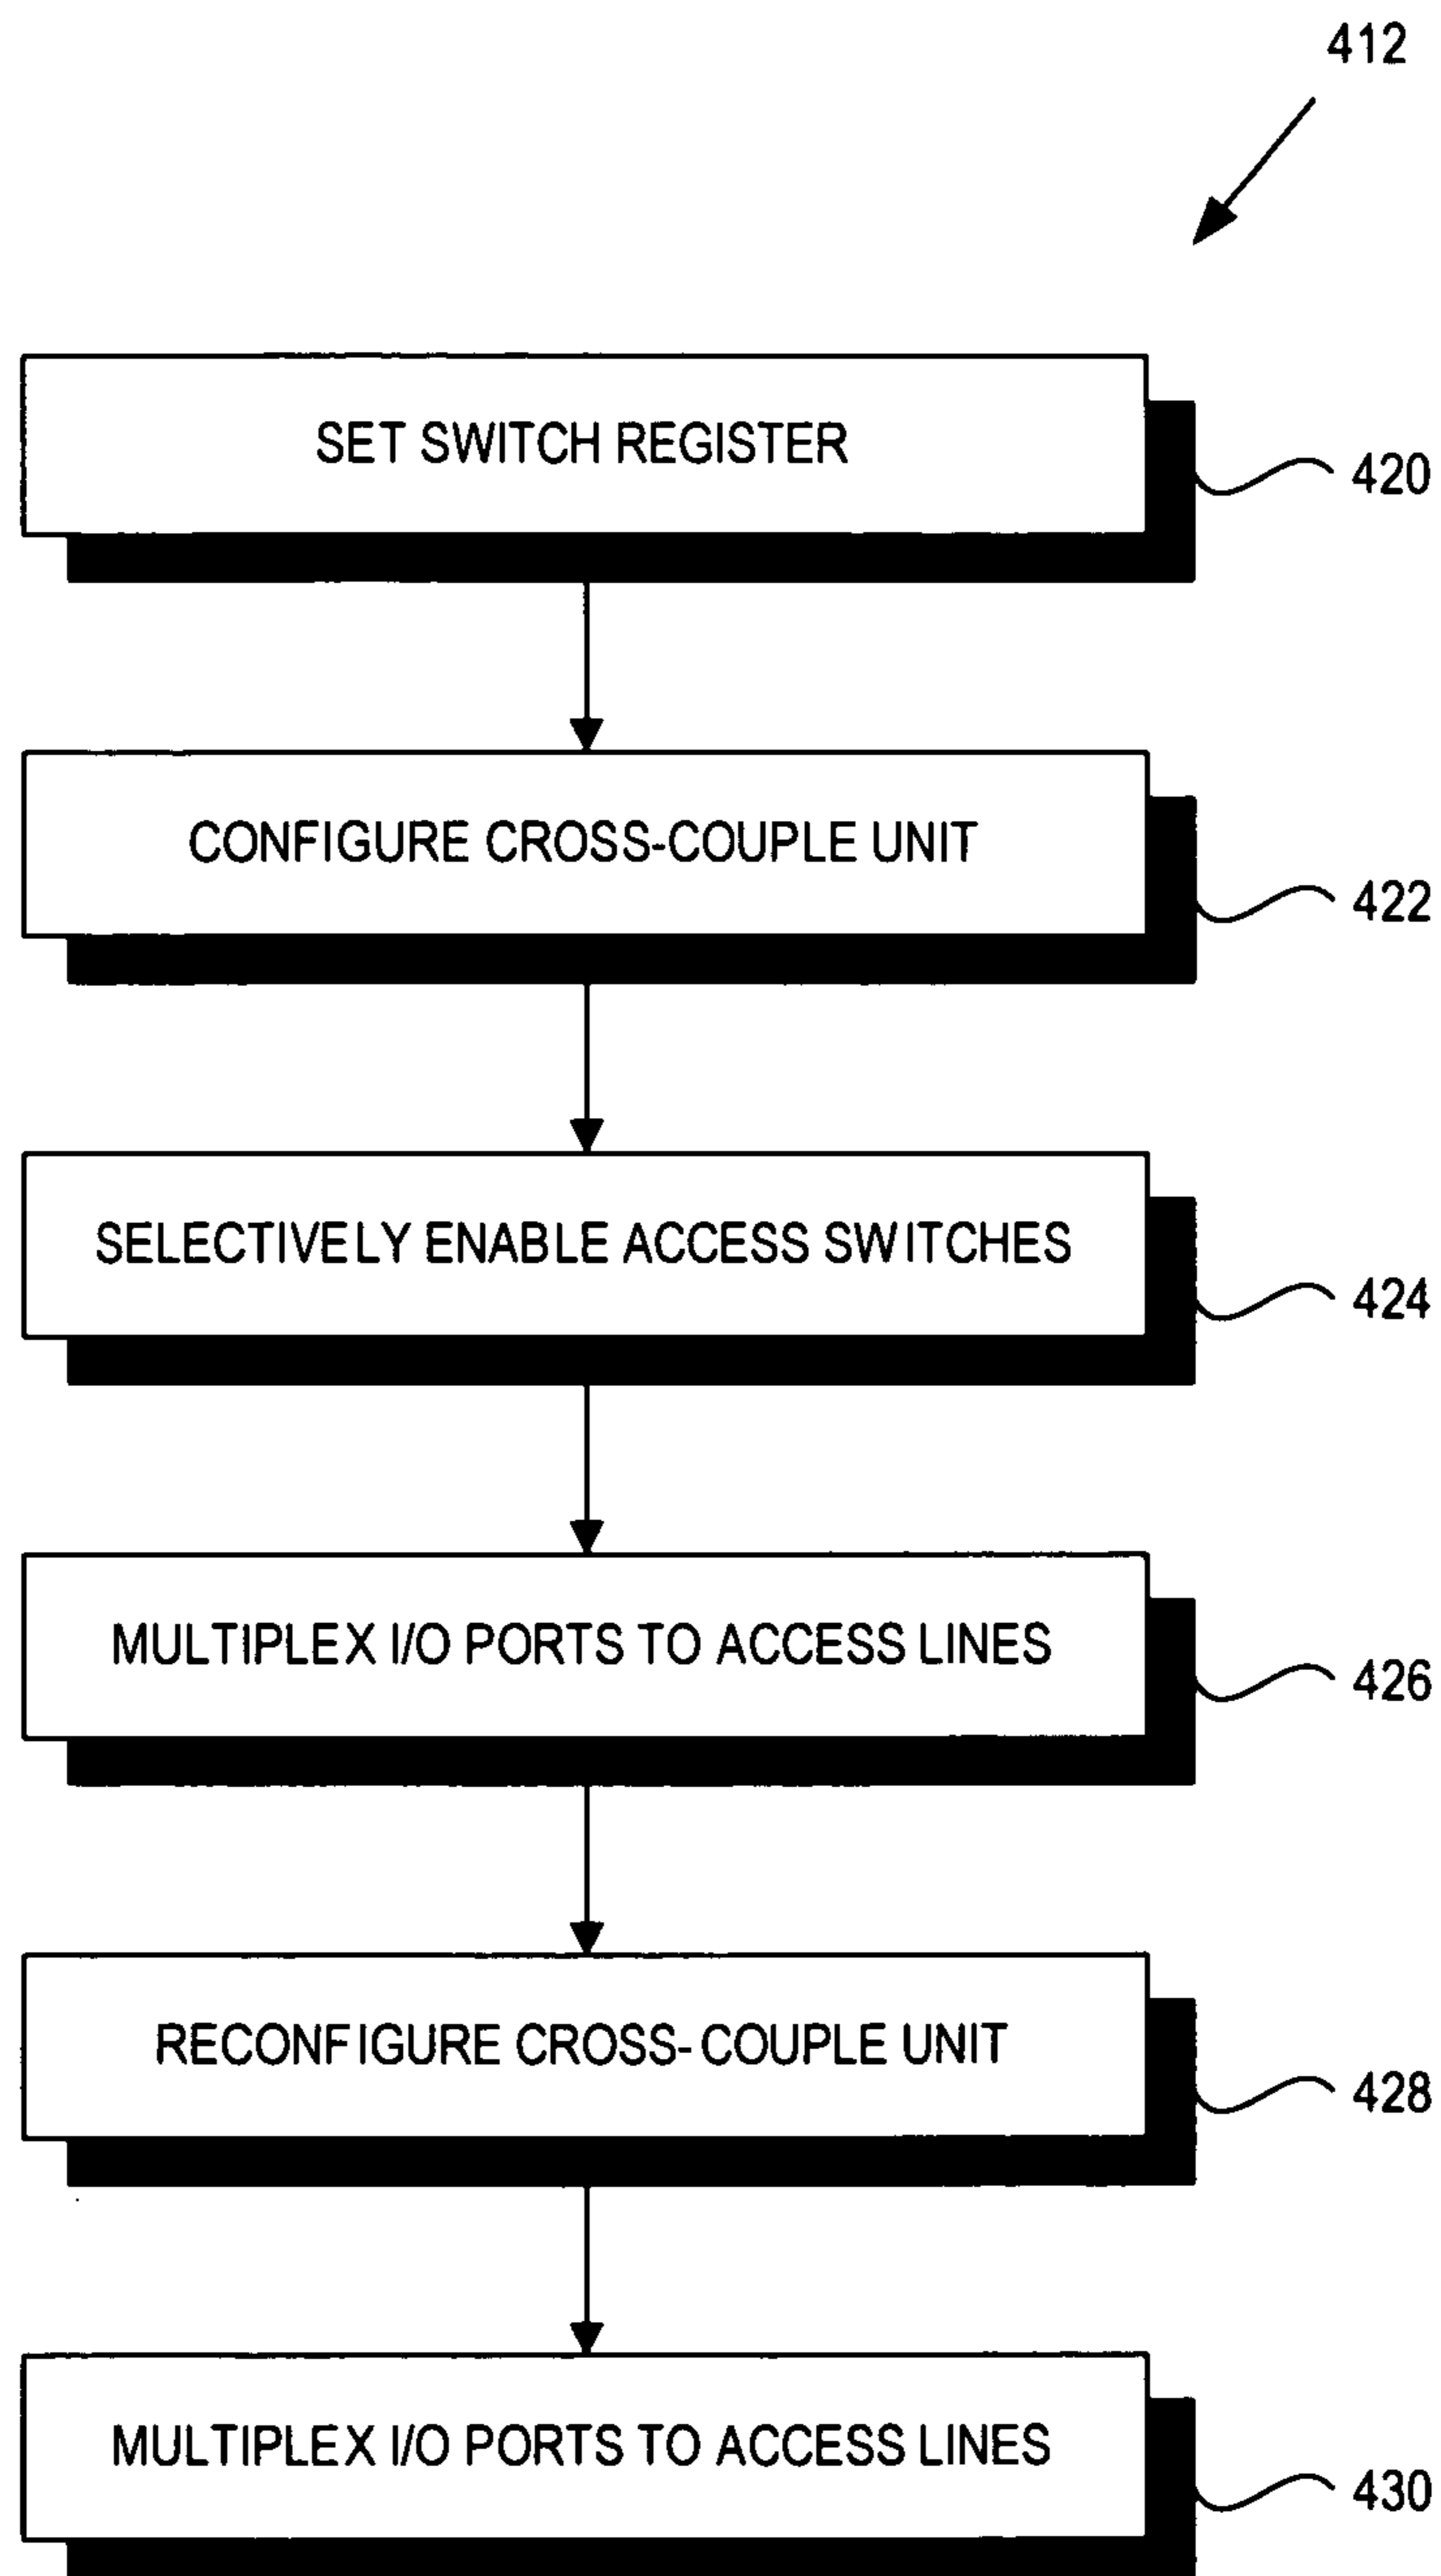 412
SET SWITCH REGISTER
420
CONFIGURE CROSS-COUPLE UNIT
422
SELECTIVELY ENABLE ACCESS SWITCHES
424
MULTIPLEX I/O PORTS TO ACCESS LINES
426
RECONFIGURE CROSS-COUPLE UNIT
428
MULTIPLEX I/O PORTS TO ACCESS LINES
430